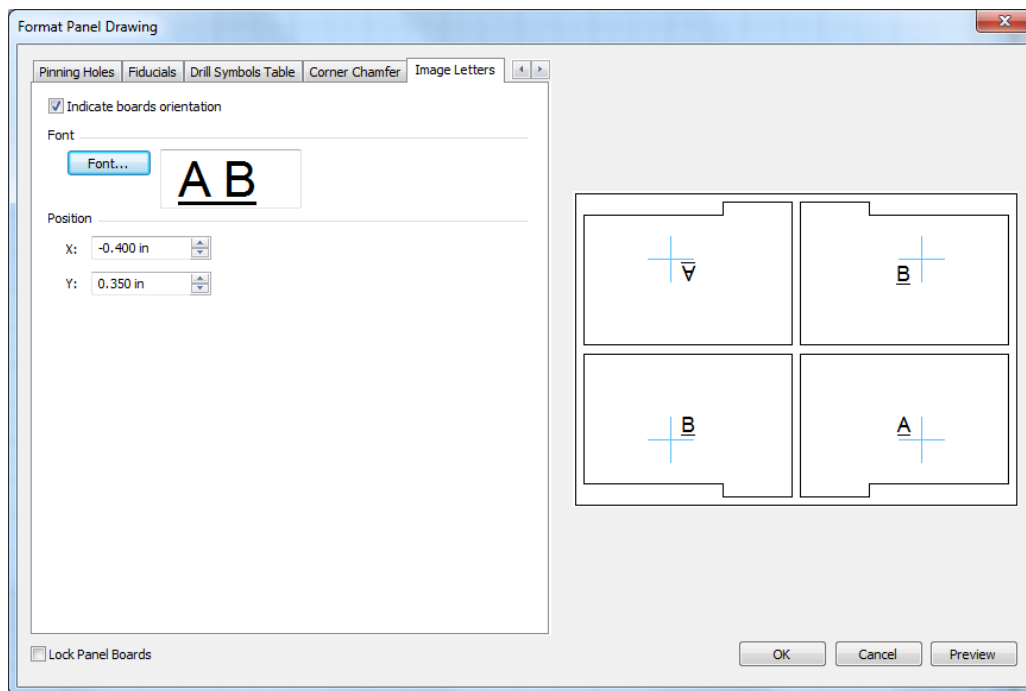 Format Panel Drawing
Pinning Holes Fiducials Drill Symbols Table Corner Chamfer Image Letters
Indicate boards orientation
Font
Font...
A B
Position
X: -0.400 in
Y: 0.350 in
A B
B A
Lock Panel Boards
OK Cancel Preview